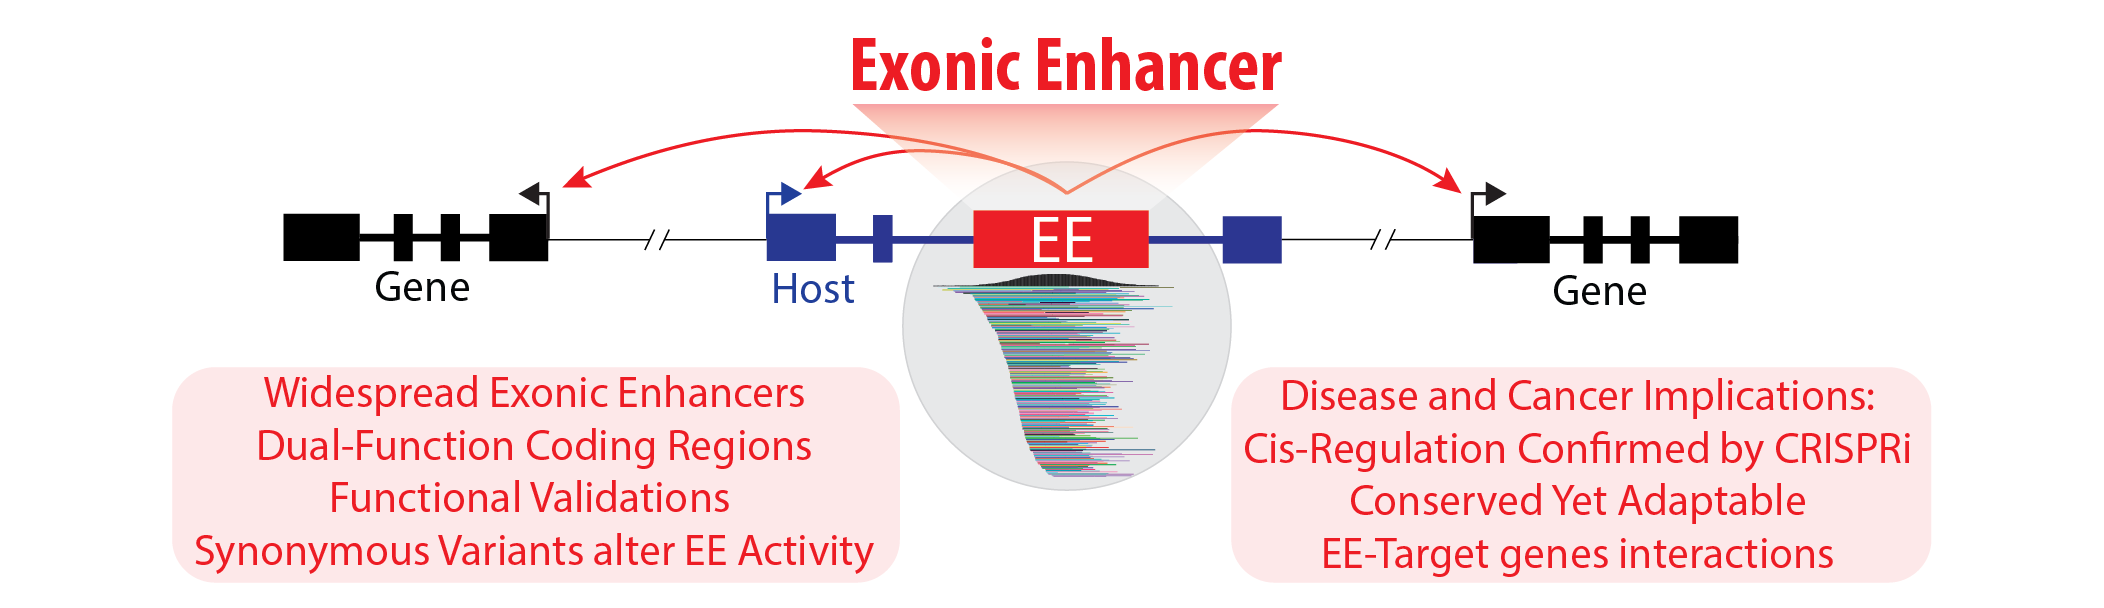 Exonic Enhancer
EE
Gene
Host
Gene
Widespread Exonic Enhancers
Dual-Function Coding Regions
Functional Validations
Synonymous Variants alter EE Activity
Disease and Cancer Implications:
Cis-Regulation Confirmed by CRISPRi
Conserved Yet Adaptable
EE-Target genes interactions